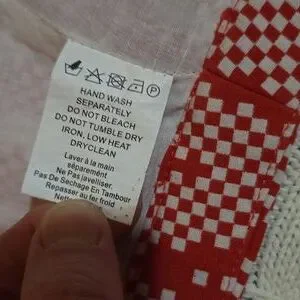 P
HAND WASH
SEPARATELY
DO NOT BLEACH
DO NOT TUMBLE DRY
IRON, LOW HEAT
DRYCLEAN
Laver à la main
séparement
Ne pas javelliser
Pas De Sechage En Tambour
Repasser au fer froid